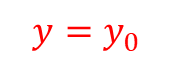 y = y₀